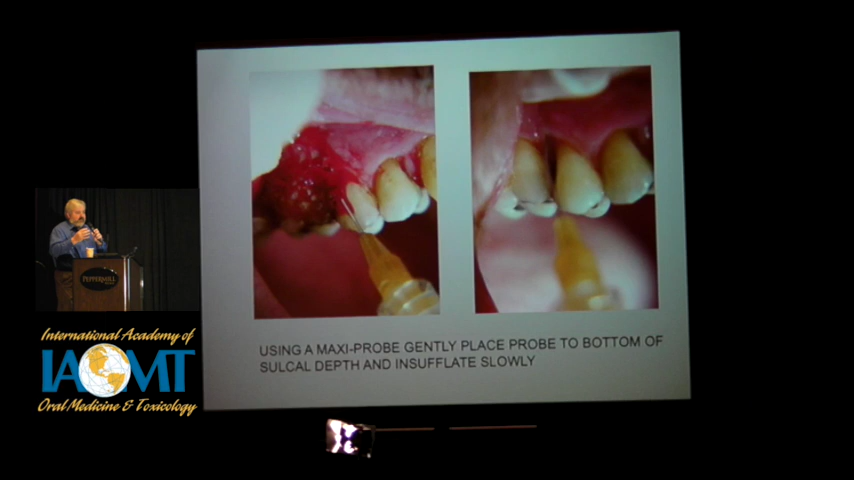 USING A MAXI-PROBE GENTLY PLACE PROBE TO BOTTOM OF
SULCAL DEPTH AND INSUFFLATE SLOWLY
PEPPERMILL
International Academy of
IAOMT
Oral Medicine & Toxicology